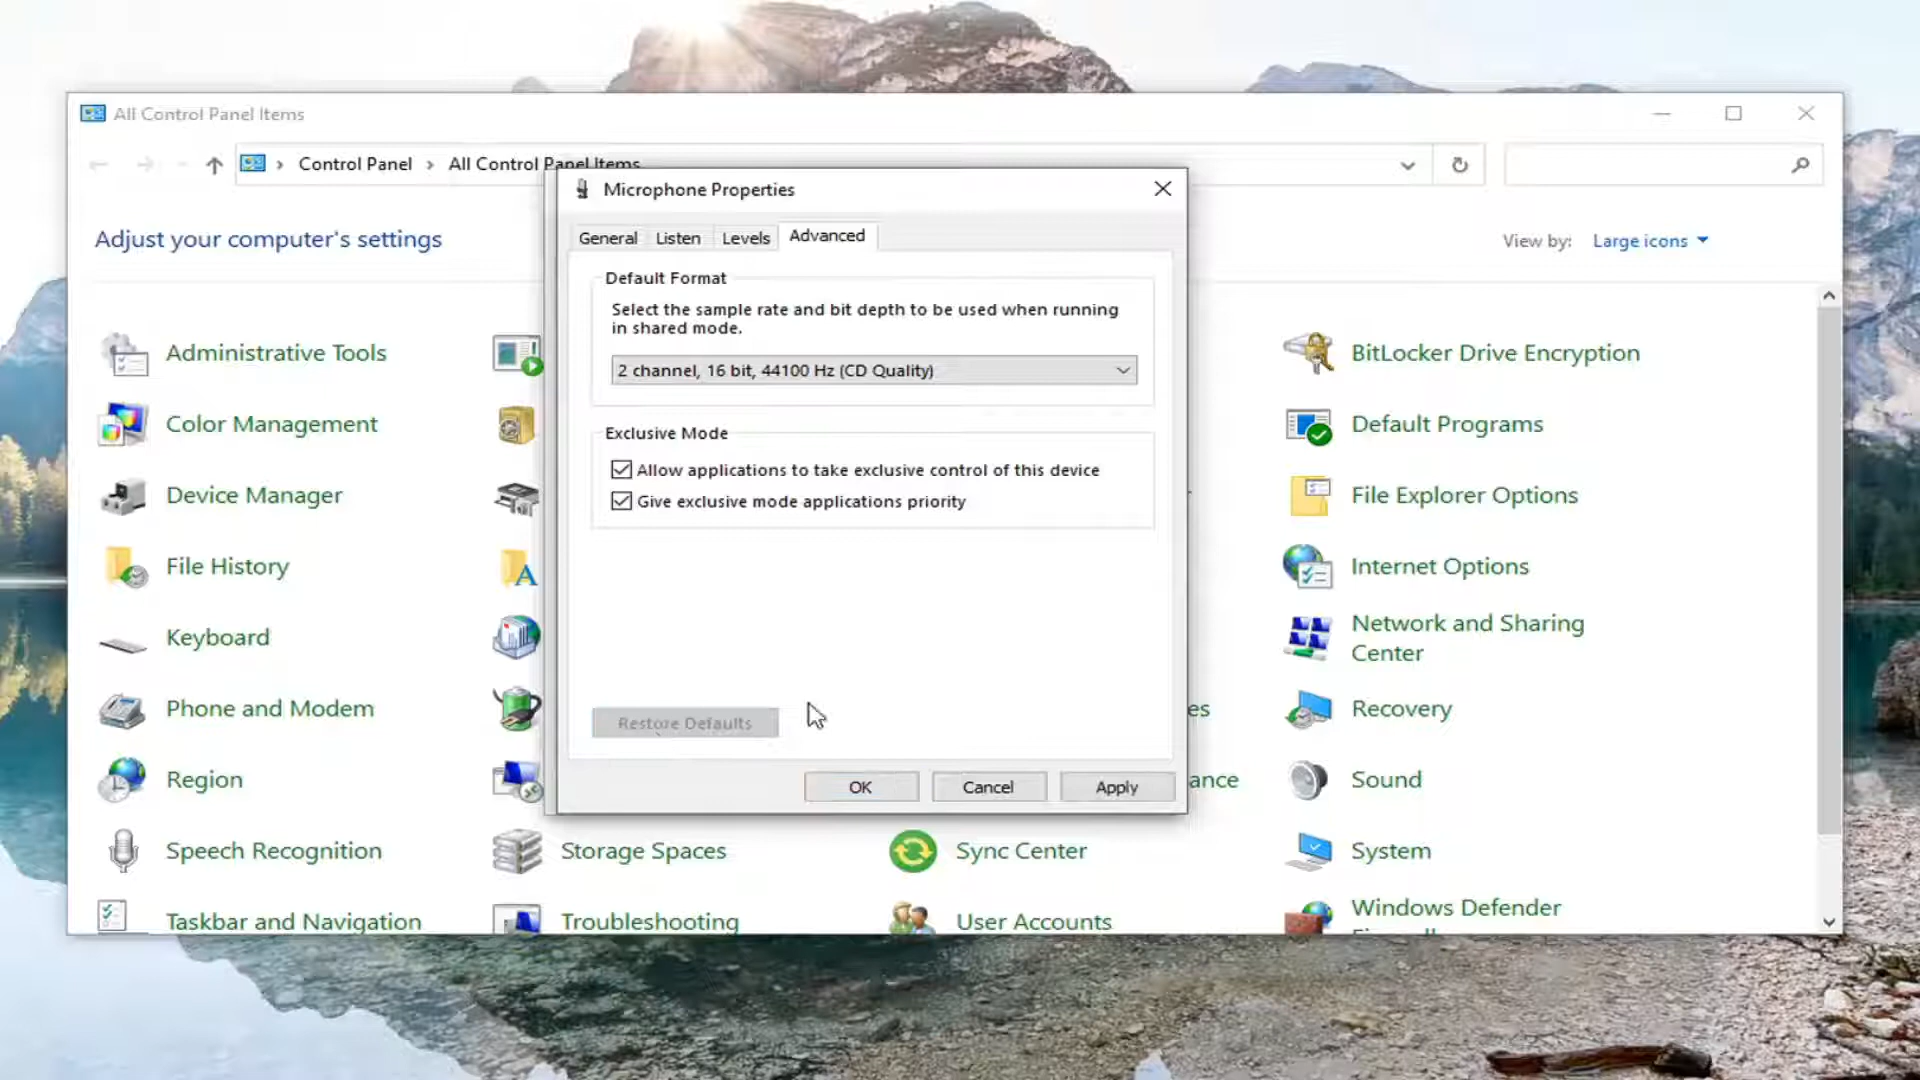 All Control Panel Items
Control Panel
All Control Panel Items
Microphone Properties
Adjust your computer's settings
View by:
Large icons
General
Listen
Levels
Advanced
Default Format
Select the sample rate and bit depth to be used when running
in shared mode.
2 channel, 16 bit, 44100 Hz (CD Quality)
Exclusive Mode
Allow applications to take exclusive control of this device
Give exclusive mode applications priority
Restore Defaults
OK
Cancel
Apply
Administrative Tools
BitLocker Drive Encryption
Color Management
Default Programs
Device Manager
File Explorer Options
File History
Internet Options
Keyboard
Network and Sharing
Center
Phone and Modem
es
Recovery
Region
ance
Sound
Speech Recognition
Storage Spaces
Sync Center
System
Taskbar and Navigation
Troubleshooting
User Accounts
Windows Defender